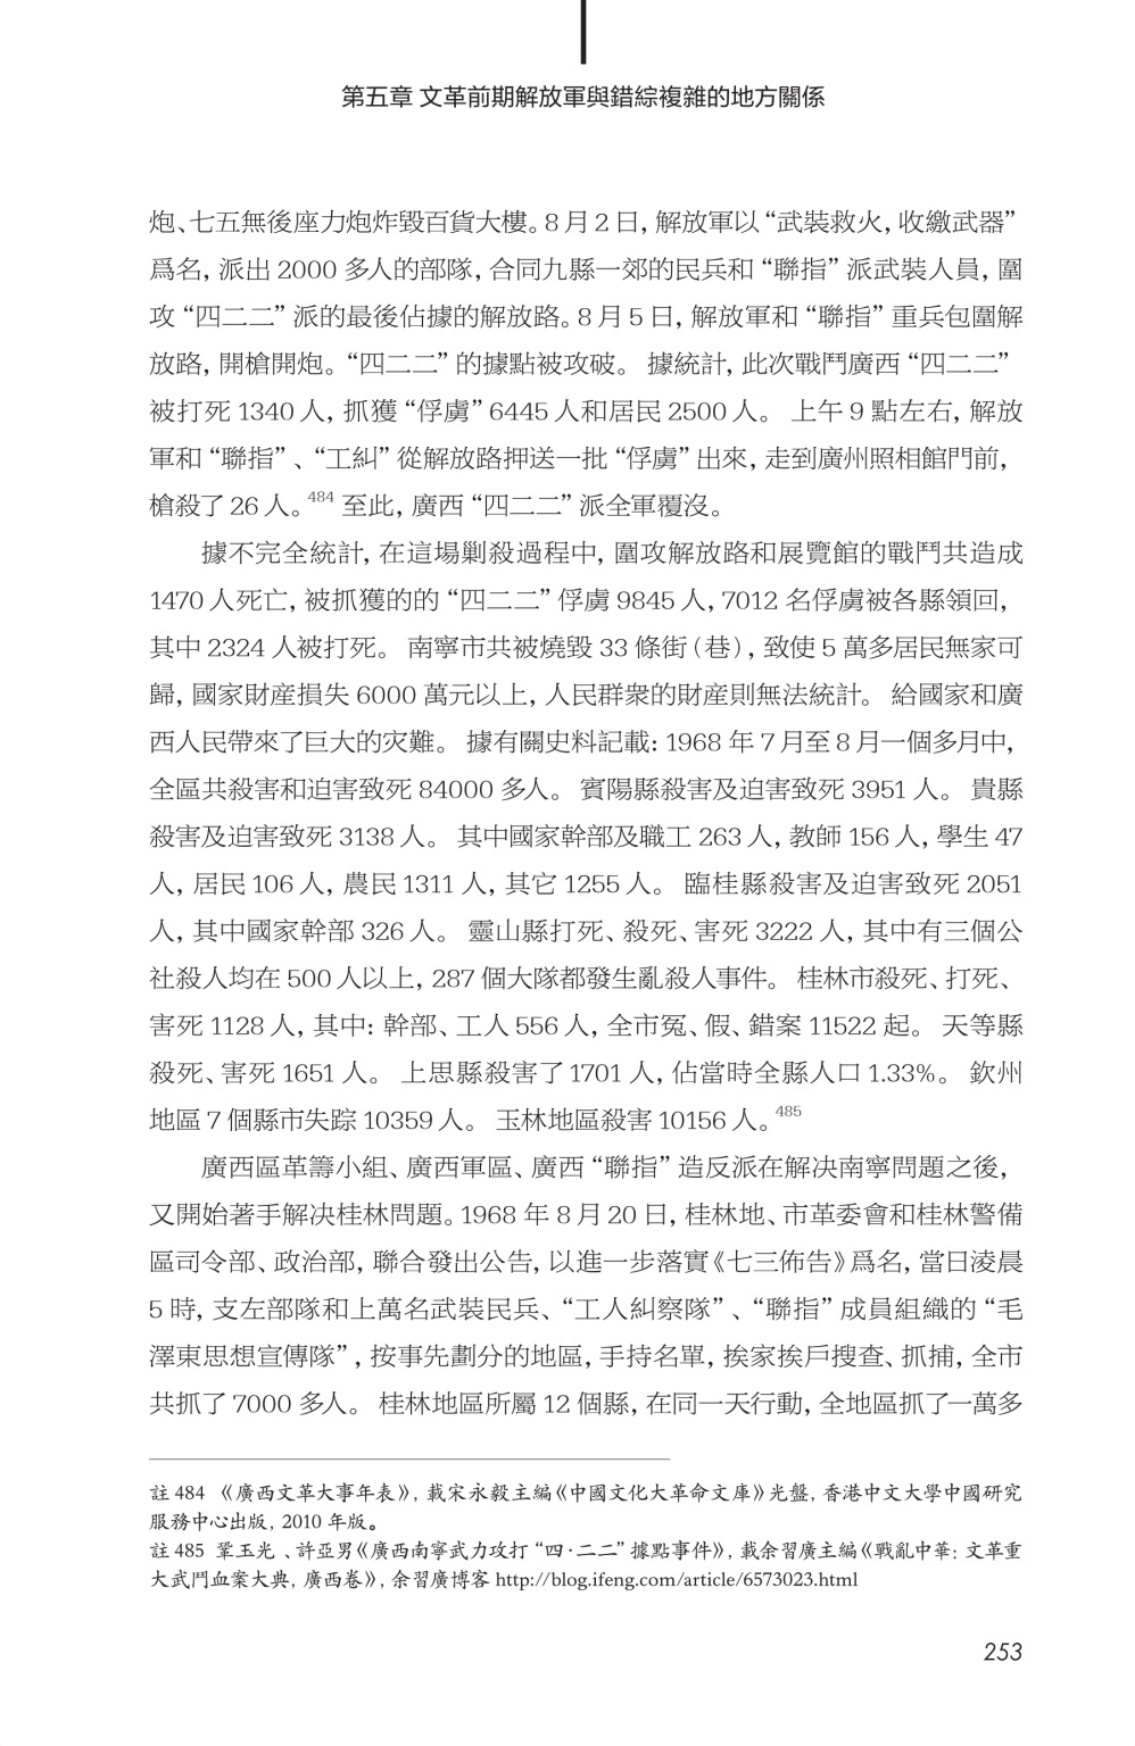 第五章 文革前期解放軍與錯綜複雜的地方關係
炮、七五無後座力炮炸毀百貨大樓。8 月 2 日, 解放軍以 “武裝救火, 收繳武器”
爲名, 派出 2000 多人的部隊, 合同九縣一郊的民兵和 “聯指” 派武裝人員, 圍
攻 “四二二” 派的最後佔據的解放路。8 月 5 日, 解放軍和 “聯指” 重兵包圍解
放路, 開槍開炮。“四二二” 的據點被攻破。 據統計, 此次戰鬥廣西 “四二二”
被打死 1340 人, 抓獲 “俘虜” 6445 人和居民 2500 人。 上午 9 點左右, 解放
軍和 “聯指” 、“工糾” 從解放路押送一批 “俘虜” 出來, 走到廣州照相館門前,
槍殺了 26 人。484 至此, 廣西 “四二二” 派全軍覆沒。
據不完全統計, 在這場剿殺過程中, 圍攻解放路和展覽館的戰鬥共造成
1470 人死亡, 被抓獲的的 “四二二” 俘虜 9845 人, 7012 名俘虜被各縣領回,
其中 2324 人被打死。 南寧市共被燒毀 33 條街 ( 巷 ) , 致使 5 萬多居民無家可
歸, 國家財産損失 6000 萬元以上, 人民群衆的財産則無法統計。 給國家和廣
西人民帶來了巨大的灾難。 據有關史料記載: 1968 年 7 月至 8 月一個多月中,
全區共殺害和迫害致死 84000 多人。 賓陽縣殺害及迫害致死 3951 人。 貴縣
殺害及迫害致死 3138 人。 其中國家幹部及職工 263 人, 教師 156 人, 學生 47
人, 居民 106 人, 農民 1311 人, 其它 1255 人。 臨桂縣殺害及迫害致死 2051
人, 其中國家幹部 326 人。 靈山縣打死、殺死、害死 3222 人, 其中有三個公
社殺人均在 500 人以上, 287 個大隊都發生亂殺人事件。 桂林市殺死、打死、
害死 1128 人, 其中: 幹部、工人 556 人, 全市冤、假、錯案 11522 起。 天等縣
殺死、害死 1651 人。 上思縣殺害了 1701 人, 佔當時全縣人口 1.33%。 欽州
地區 7 個縣市失踪 10359 人。 玉林地區殺害 10156 人。485
廣西區革籌小組、廣西軍區、廣西 “聯指” 造反派在解决南寧問題之後,
又開始著手解决桂林問題。1968 年 8 月 20 日, 桂林地、市革委會和桂林警備
區司令部、政治部, 聯合發出公告, 以進一步落實《七三佈告》爲名, 當日淩晨
5 時, 支左部隊和上萬名武裝民兵、“工人糾察隊” 、“聯指” 成員組織的 “毛
澤東思想宣傳隊” , 按事先劃分的地區, 手持名單, 挨家挨戶搜查、抓捕, 全市
共抓了 7000 多人。 桂林地區所屬 12 個縣, 在同一天行動, 全地區抓了一萬多
註 484 《廣西文革大事年表》, 載宋永毅主編《中國文化大革命文庫》光盤, 香港中文大學中國研究
服務中心出版, 2010 年版。
註 485 鞏玉光 、許亞男《廣西南寧武力攻打 “四·二二” 據點事件》, 載余習廣主編《戰亂中華: 文革重
大武鬥血案大典, 廣西卷》, 余習廣博客 http://blog.ifeng.com/article/6573023.html
253